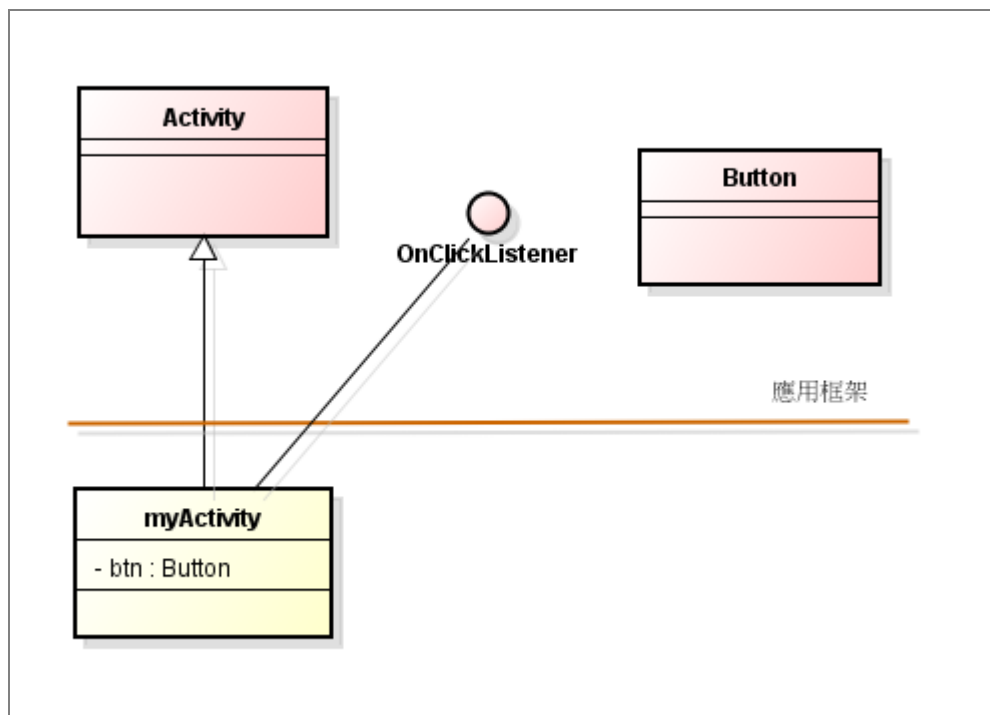 Activity
Button
OnClickListener
應用框架
myActivity
- btn : Button